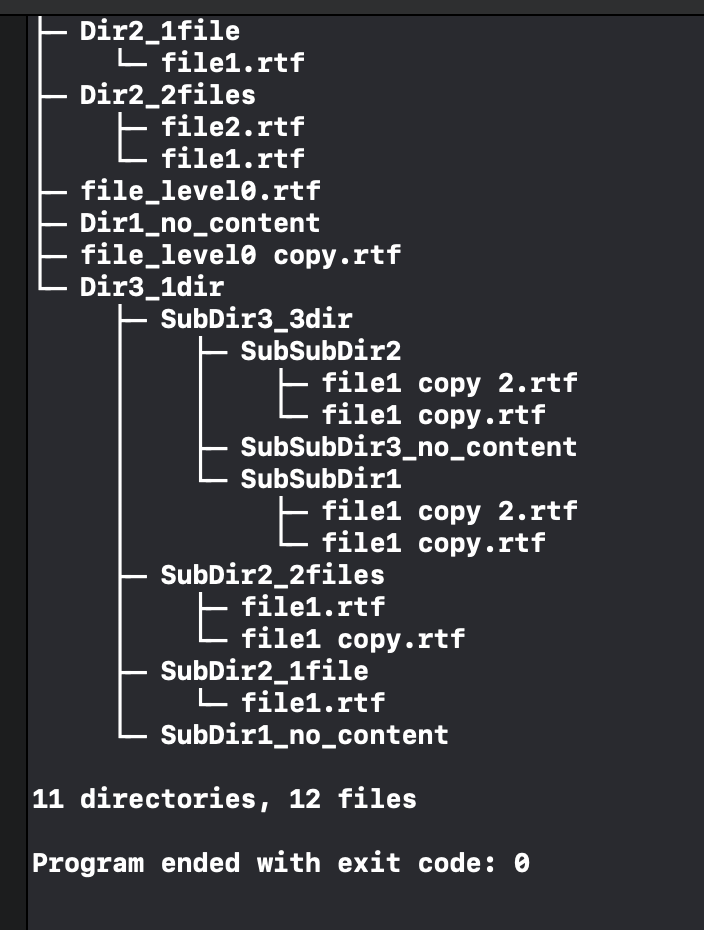 ├─ Dir2_1file
│    └─ file1.rtf
├─ Dir2_2files
│    ├─ file2.rtf
│    └─ file1.rtf
├─ file_level0.rtf
├─ Dir1_no_content
├─ file_level0 copy.rtf
└─ Dir3_1dir
     ├─ SubDir3_3dir
     │    ├─ SubSubDir2
     │    │    ├─ file1 copy 2.rtf
     │    │    └─ file1 copy.rtf
     │    ├─ SubSubDir3_no_content
     │    └─ SubSubDir1
     │         ├─ file1 copy 2.rtf
     │         └─ file1 copy.rtf
     ├─ SubDir2_2files
     │    ├─ file1.rtf
     │    └─ file1 copy.rtf
     ├─ SubDir2_1file
     │    └─ file1.rtf
     └─ SubDir1_no_content
11 directories, 12 files
Program ended with exit code: 0